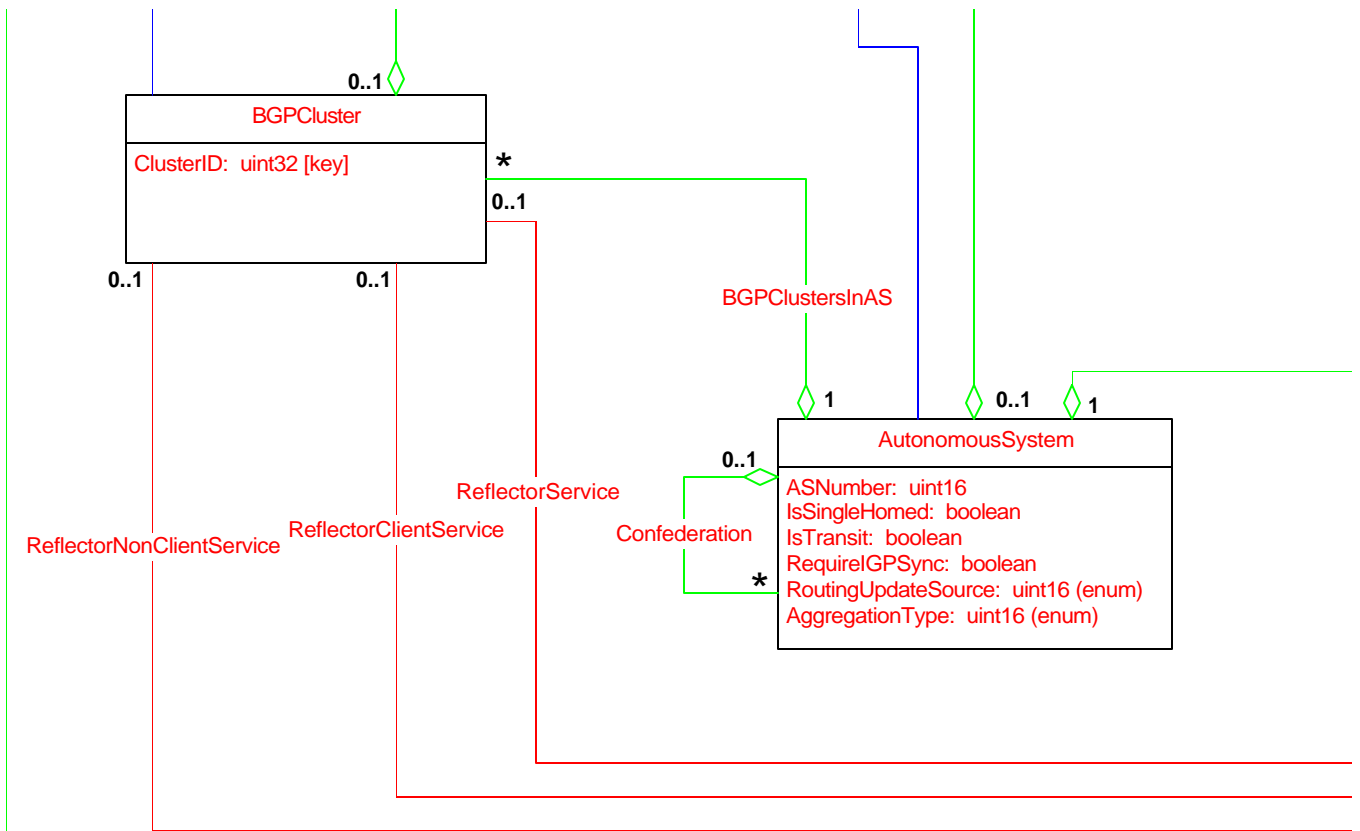 0..1
BGPCluster
ClusterID: uint32 [key]
*
0..1
0..1
0..1
BGPClustersInAS
1
0..1
1
AutonomousSystem
0..1
ASNumber: uint16
IsSingleHomed: boolean
IsTransit: boolean
RequireIGPSync: boolean
RoutingUpdateSource: uint16 (enum)
AggregationType: uint16 (enum)
ReflectorService
ReflectorClientService
Confederation
ReflectorNonClientService
*